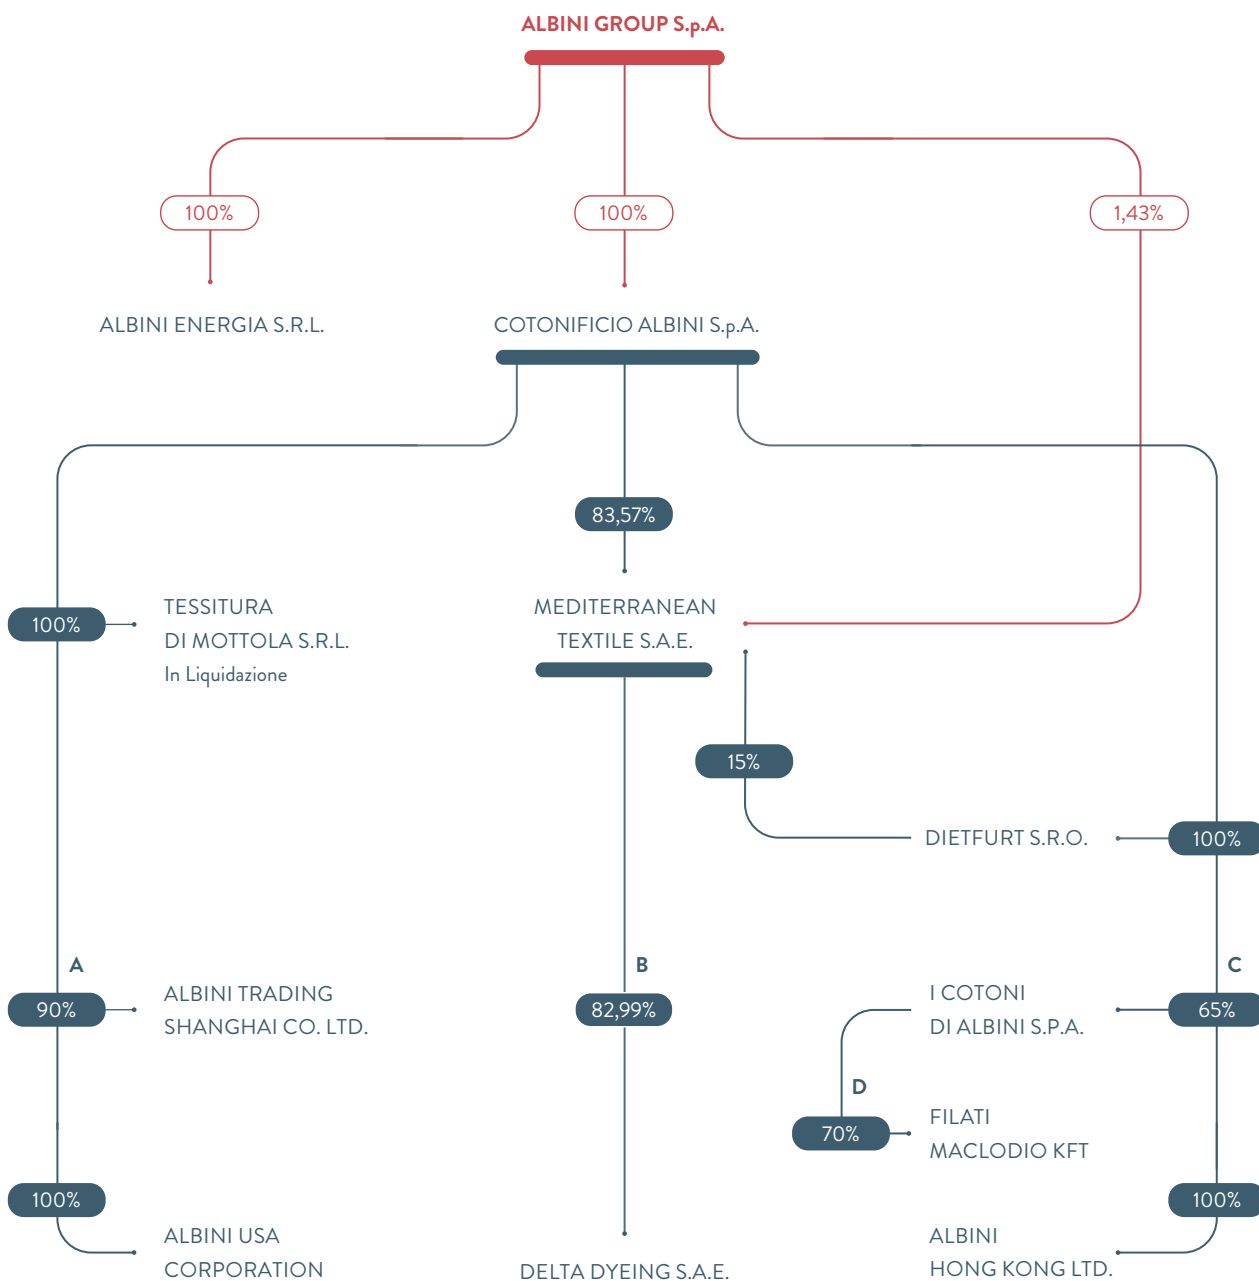 ALBINI GROUP S.p.A.
100%
100%
1,43%
ALBINI ENERGIA S.R.L.
COTONIFICIO ALBINI S.p.A.
83,57%
100%
TESSITURA
DI MOTTOLA S.R.L.
In Liquidazione
MEDITERRANEAN
TEXTILE S.A.E.
15%
DIETFURT S.R.O.
100%
A
90%
ALBINI TRADING
SHANGHAI CO. LTD.
B
82,99%
C
I COTONI
DI ALBINI S.P.A.
65%
D
70%
FILATI
MACLODIO KFT
100%
ALBINI USA
CORPORATION
DELTA DYEING S.A.E.
100%
ALBINI
HONG KONG LTD.